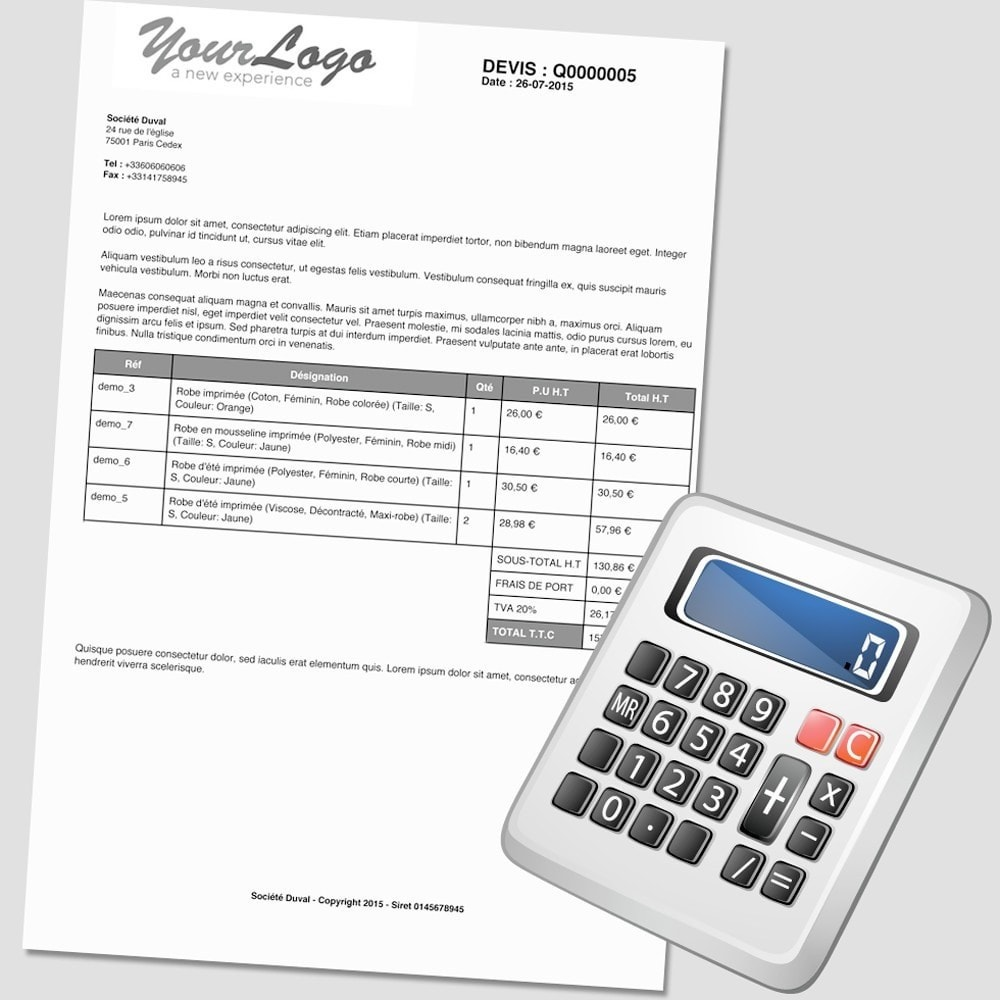 YourLogo
a new experience
DEVIS : Q0000005
Date : 26-07-2015
Société Duval
24 rue de l'église
75001 Paris Cedex
Tel : +33606060606
Fax : +33141758945
Lorem ipsum dolor sit amet, consectetur adipiscing elit. Etiam placerat imperdiet tortor, non bibendum magna laoreet eget. Integer
odio odio, pulvinar id tincidunt ut, cursus vitae elit.
Aliquam vestibulum leo a risus consectetur, ut egestas felis vestibulum. Vestibulum consequat fringilla ex, quis suscipit mauris
vehicula vestibulum. Morbi non luctus erat.
Maecenas consequat aliquam magna et convallis. Mauris sit amet turpis maximus, ullamcorper nibh a, maximus orci. Aliquam
posuere imperdiet nisl, eget imperdiet velit consectetur vel. Praesent molestie, mi sodales lacinia mattis, odio purus cursus lorem, eu
dignissim arcu felis et ipsum. Sed pharetra turpis at dui interdum imperdiet. Praesent vulputate ante ante, in placerat erat lobortis
finibus. Nulla tristique condimentum orci in venenatis.
Réf Désignation Qté P.U H.T Total H.T
demo_3 Robe imprimée (Coton, Féminin, Robe colorée) (Taille: S, 1 26,00 € 26,00 €
Couleur: Orange)
demo_7 Robe en mousseline imprimée (Polyester, Féminin, Robe midi) 1 16,40 € 16,40 €
(Taille: S, Couleur: Jaune)
demo_6 Robe d'été imprimée (Polyester, Féminin, Robe courte) (Taille: 1 30,50 € 30,50 €
S, Couleur: Jaune)
demo_5 Robe d'été imprimée (Viscose, Décontracté, Maxi-robe) (Taille: 2 28,98 € 57,96 €
S, Couleur: Jaune)
SOUS-TOTAL H.T 130,86 €
FRAIS DE PORT 0,00 €
TVA 20% 26,17
TOTAL T.T.C
Quisque posuere consectetur dolor, sed iaculis erat elementum quis. Lorem ipsum dolor sit amet, consectetur
hendrerit viverra scelerisque.
Société Duval - Copyright 2015 - Siret 0145678945
0.
7 8 9
MR 6 5 4 C
1 2 3 + X
0 . −
/ =